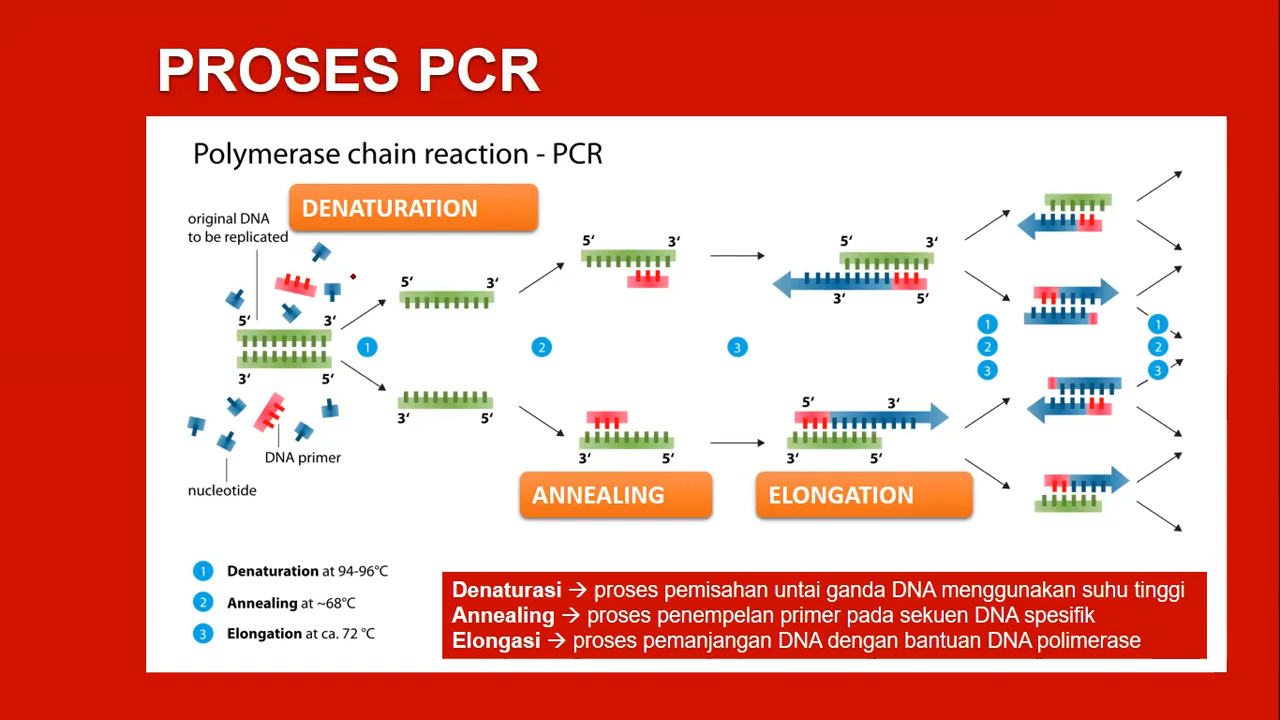 PROSES PCR
Polymerase chain reaction - PCR
DENATURATION
original DNA
to be replicated
5' 3'
3' 5'
DNA primer
nucleotide
5' 3'
3' 5'
1
5' 3'
3' 5'
2
ANNEALING
5' 3'
3' 5'
5' 3'
3' 5'
3
ELONGATION
1
2
3
1
2
3
1 Denaturation at 94-96°C
2 Annealing at ~68°C
3 Elongation at ca. 72 °C
Denaturasi → proses pemisahan untai ganda DNA menggunakan suhu tinggi
Annealing → proses penempelan primer pada sekuen DNA spesifik
Elongasi → proses pemanjangan DNA dengan bantuan DNA polimerase